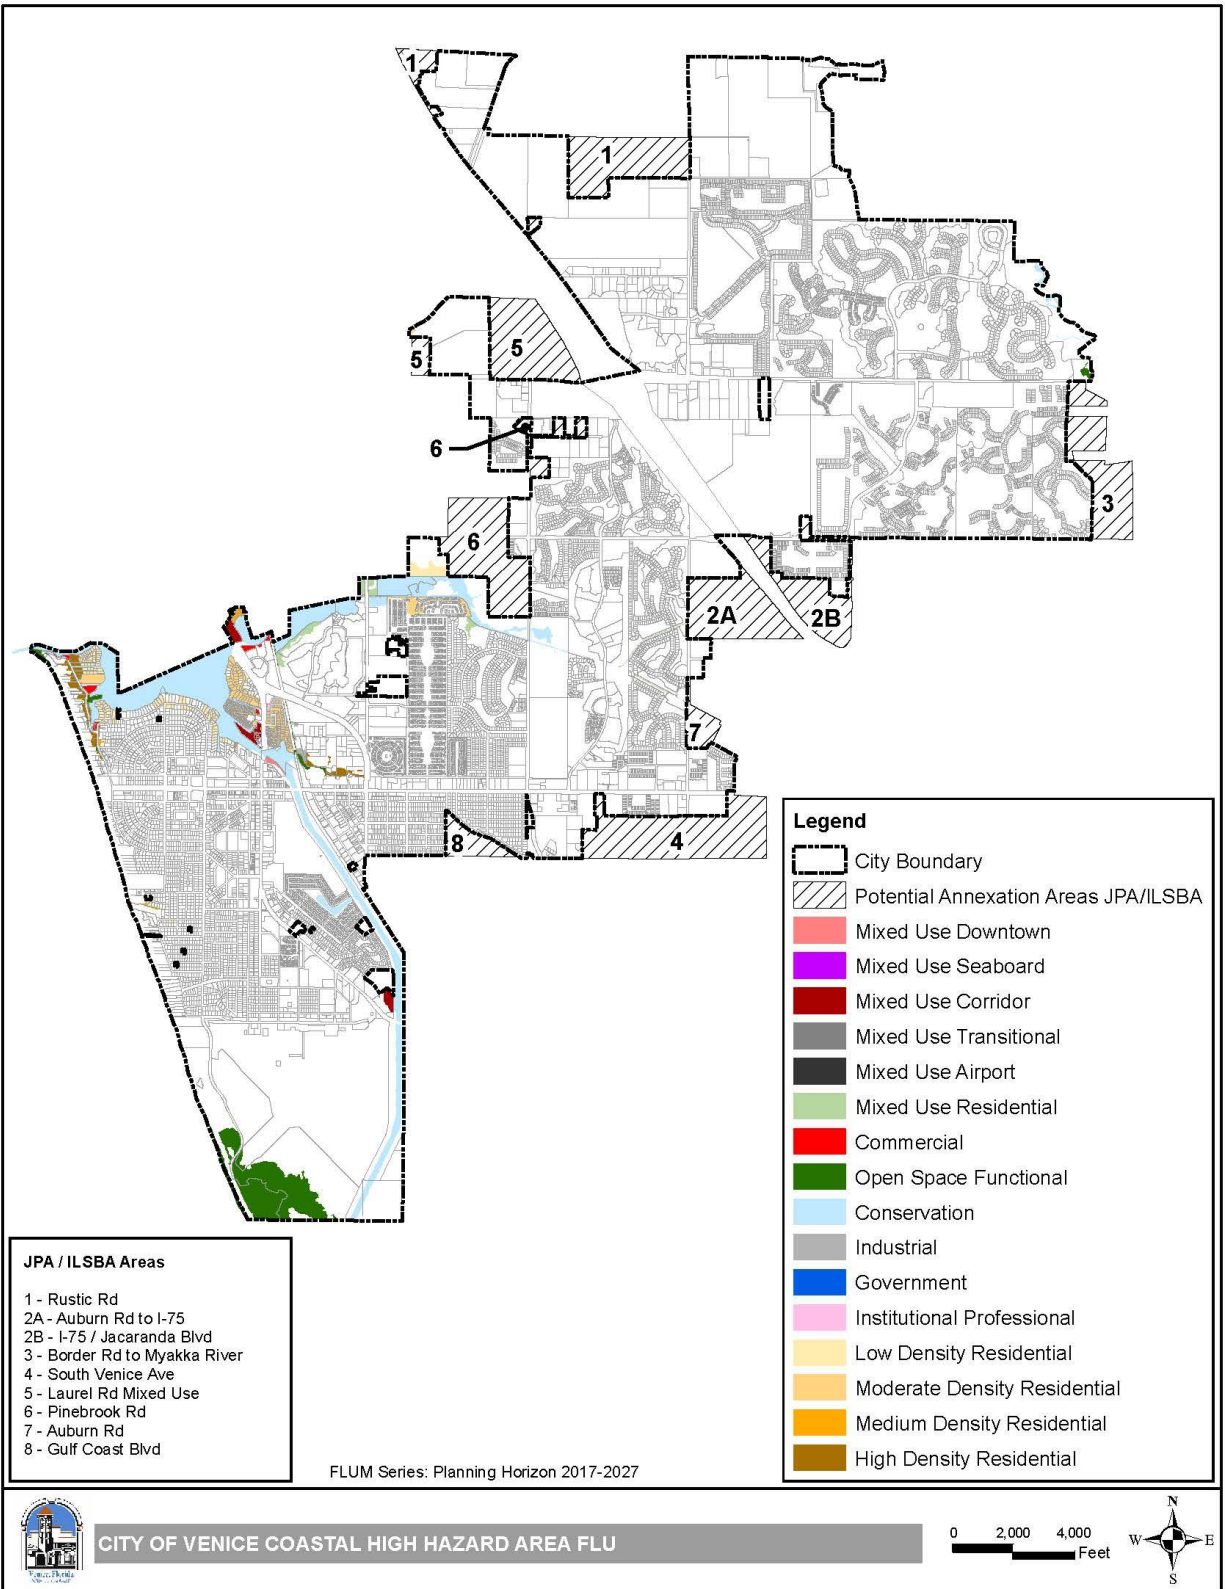 1
1
5
5
6
3
6
2A
2B
7
8
4
Legend
City Boundary
Potential Annexation Areas JPA/ILSBA
Mixed Use Downtown
Mixed Use Seaboard
Mixed Use Corridor
Mixed Use Transitional
Mixed Use Airport
Mixed Use Residential
Commercial
Open Space Functional
Conservation
Industrial
Government
Institutional Professional
Low Density Residential
Moderate Density Residential
Medium Density Residential
High Density Residential
JPA / ILSBA Areas
1 - Rustic Rd
2A - Auburn Rd to I-75
2B - I-75 / Jacaranda Blvd
3 - Border Rd to Myakka River
4 - South Venice Ave
5 - Laurel Rd Mixed Use
6 - Pinebrook Rd
7 - Auburn Rd
8 - Gulf Coast Blvd
FLUM Series: Planning Horizon 2017-2027
Venice, Florida
CITY OF VENICE COASTAL HIGH HAZARD AREA FLU
0 2,000 4,000
Feet
N
W E
S